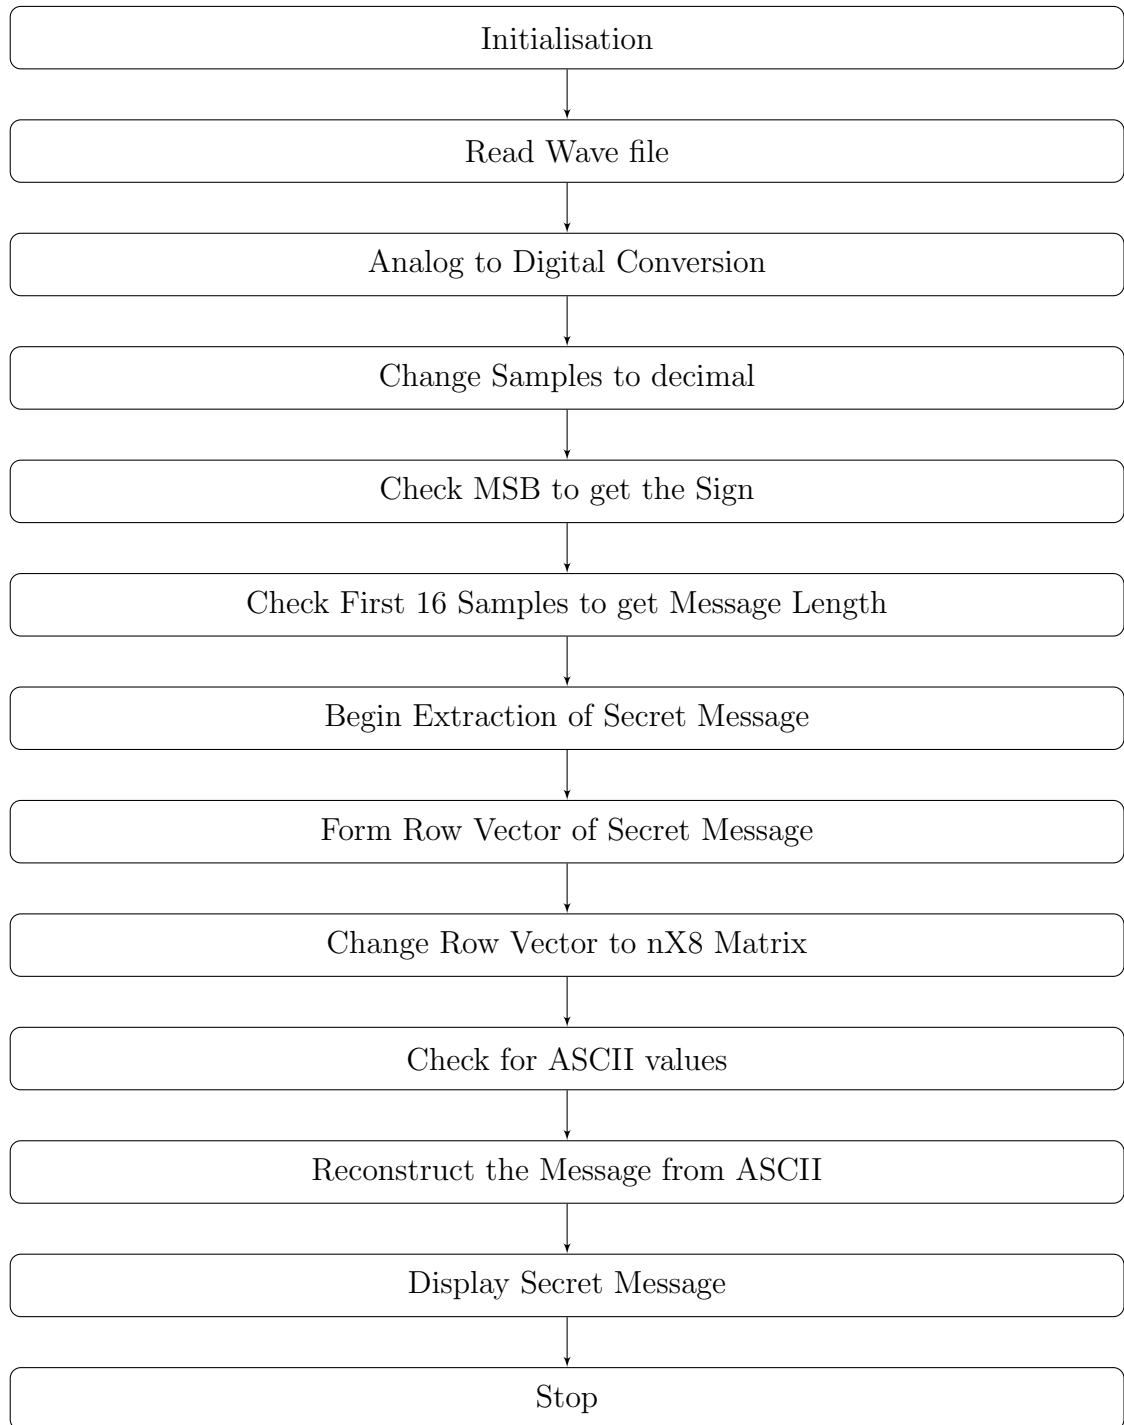 Initialisation
Read Wave file
Analog to Digital Conversion
Change Samples to decimal
Check MSB to get the Sign
Check First 16 Samples to get Message Length
Begin Extraction of Secret Message
Form Row Vector of Secret Message
Change Row Vector to nX8 Matrix
Check for ASCII values
Reconstruct the Message from ASCII
Display Secret Message
Stop